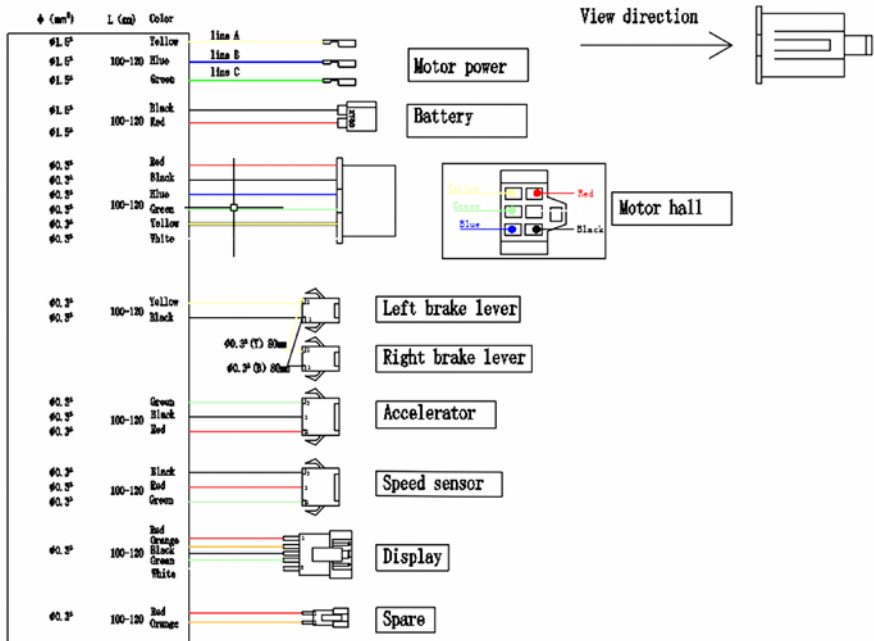 Φ (mm²) L (mm) Color
View direction
Φ1.5² Yellow line A
Φ1.5² 100-120 Blue line B
Φ1.5² Green line C
Motor power
Φ1.5² Black
100-120 Red
Φ1.5²
Battery
Φ0.3² Red
Φ0.3² Black
Φ0.3² Blue
Φ0.3² 100-120 Green
Φ0.3² Yellow
Φ0.3² White
Yellow Red
Green
Blue Black
Motor hall
Φ0.3² Yellow
100-120
Φ0.3² Black
Left brake lever
Φ0.3²(Y) 80mm
Φ0.3²(B) 80mm
Right brake lever
Φ0.3² Green
Φ0.3² 100-120 Black
Φ0.3² Red
Accelerator
Φ0.3² Black
Φ0.3² 100-120 Red
Φ0.3² Green
Speed sensor
Red
Orange
Φ0.3² 100-120 Black
Green
White
Display
Φ0.3² 100-120 Red
Orange
Spare